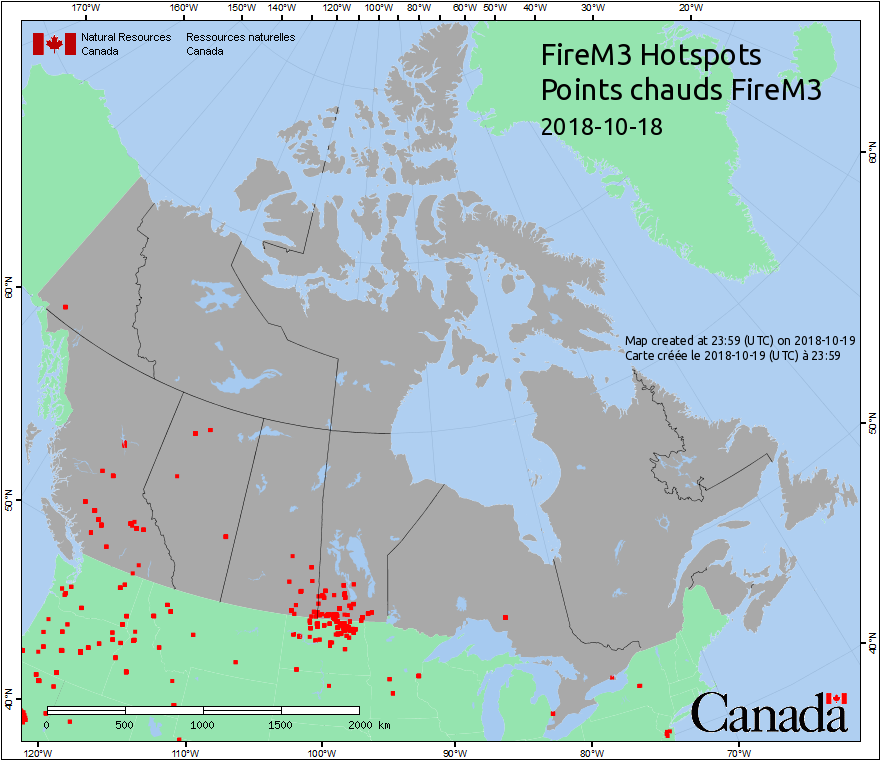 170°W 160°W 150°W 140°W 130°W 120°W 110°W 100°W 90°W 80°W 60°W 50°W 40°W 30°W 20°W
Natural Resources Ressources naturelles
Canada Canada
FireM3 Hotspots
Points chauds FireM3
2018-10-18
60°N
60°N
Map created at 23:59 (UTC) on 2018-10-19
Carte créée le 2018-10-19 (UTC) à 23:59
50°N
50°N
40°N
40°N
0 500 1000 1500 2000 km
Canada
120°W 110°W 100°W 90°W 80°W 70°W